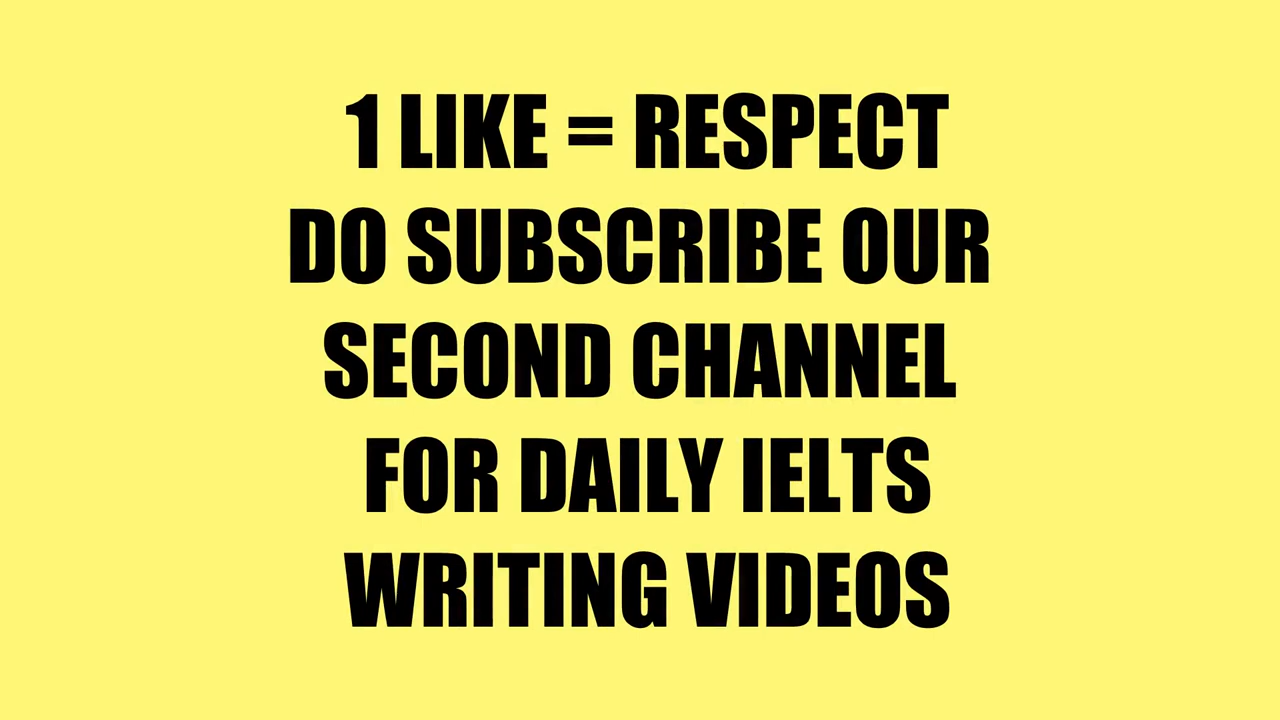 1 LIKE = RESPECT
DO SUBSCRIBE OUR
SECOND CHANNEL
FOR DAILY IELTS
WRITING VIDEOS